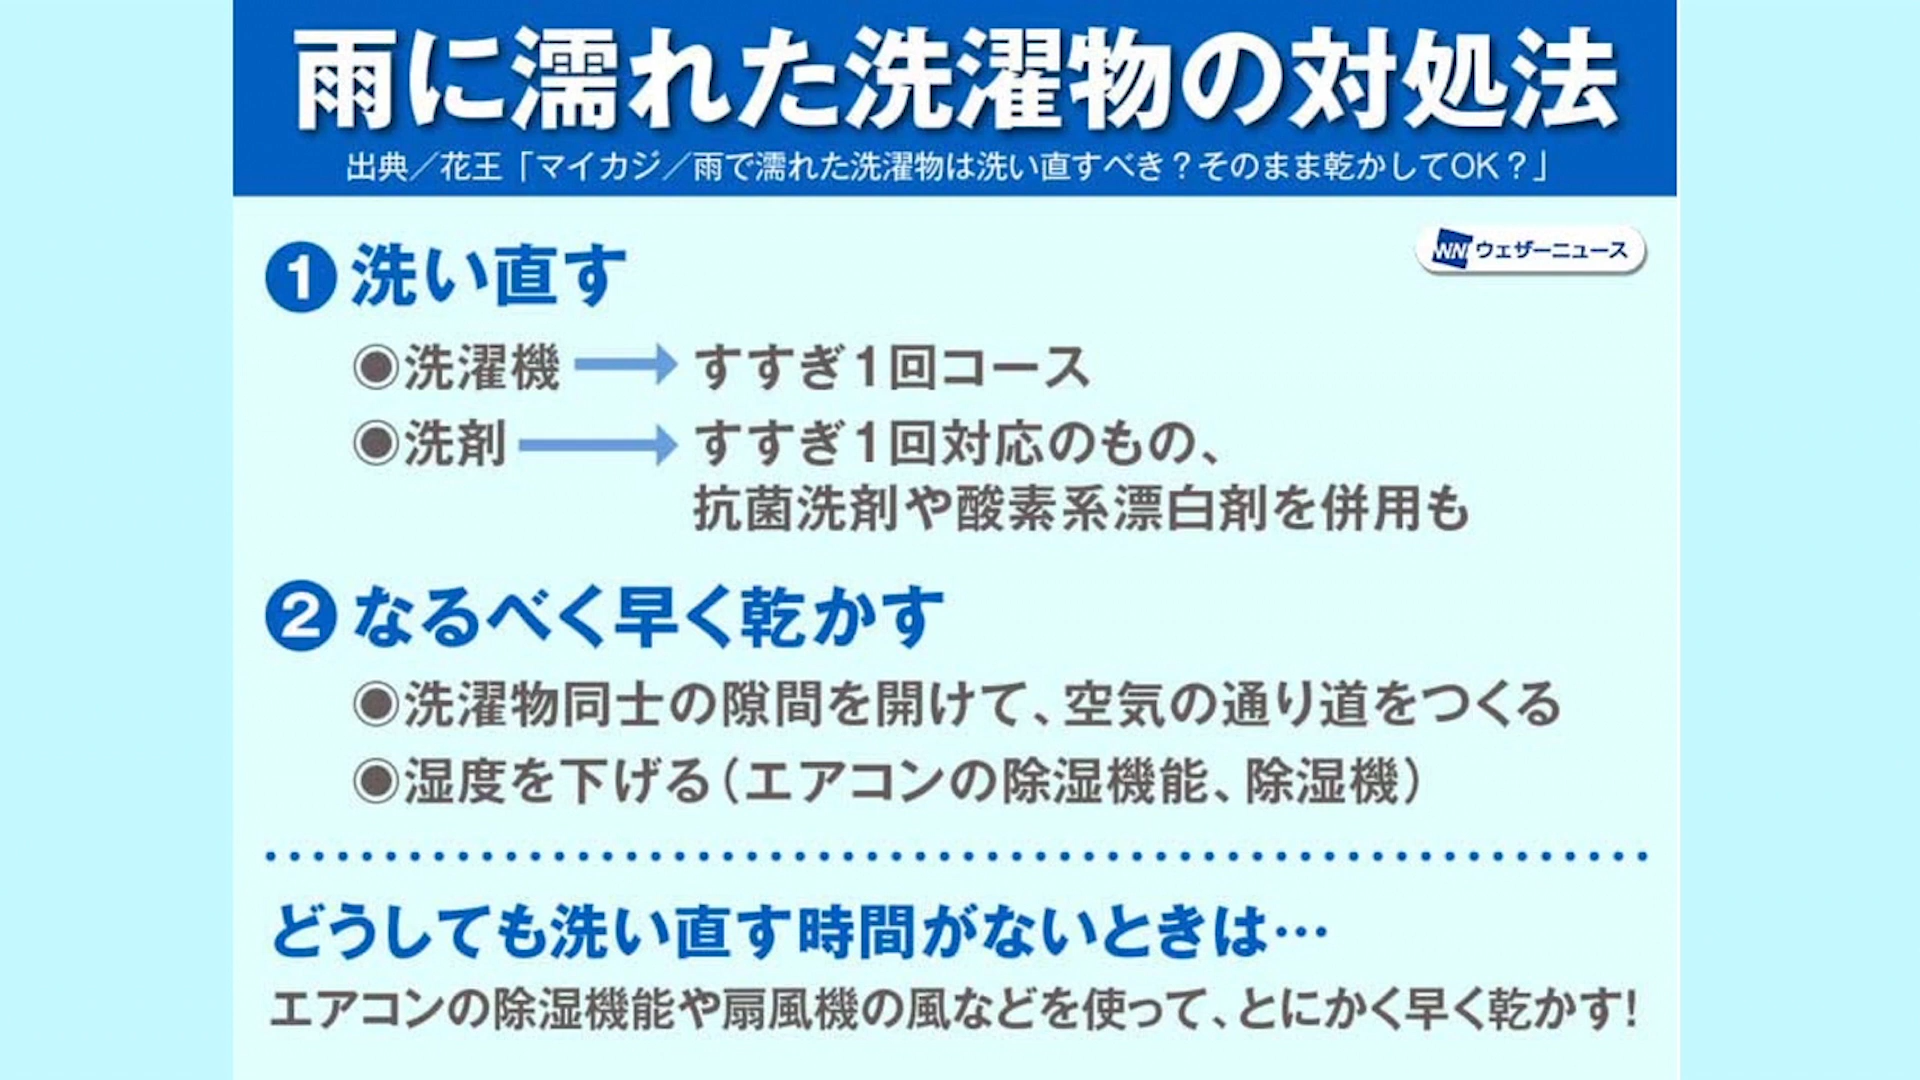 雨に濡れた洗濯物の対処法
出典／花王「マイカジ／雨で濡れた洗濯物は洗い直すべき？そのまま乾かしてOK？」
WN ウェザーニュース
❶洗い直す
◉洗濯機→すすぎ1回コース
◉洗剤→すすぎ1回対応のもの、
抗菌洗剤や酸素系漂白剤を併用も
❷なるべく早く乾かす
◉洗濯物同士の隙間を開けて、空気の通り道をつくる
◉湿度を下げる（エアコンの除湿機能、除湿機）
どうしても洗い直す時間がないときは…
エアコンの除湿機能や扇風機の風などを使って、とにかく早く乾かす！